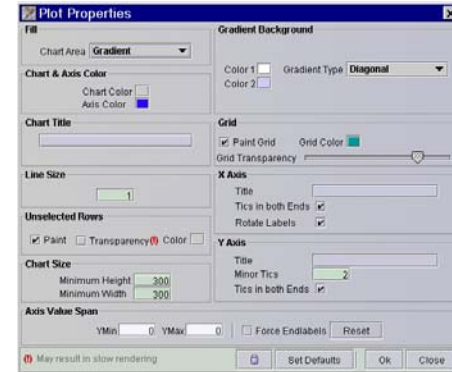 Plot Properties
Fill
Chart Area Gradient
Chart & Axis Color
Chart Color
Axis Color
Chart Title
Line Size
1
Unselected Rows
Paint Transparency(!) Color
Chart Size
Minimum Height 300
Minimum Width 300
Gradient Background
Color 1 Gradient Type Diagonal
Color 2
Grid
Paint Grid Grid Color
Grid Transparency
X Axis
Title
Tics in both Ends
Rotate Labels
Y Axis
Title
Minor Tics 2
Tics in both Ends
Axis Value Span
YMin 0 YMax 0 Force Endlabels Reset
(!) May result in slow rendering Set Defaults Ok Close